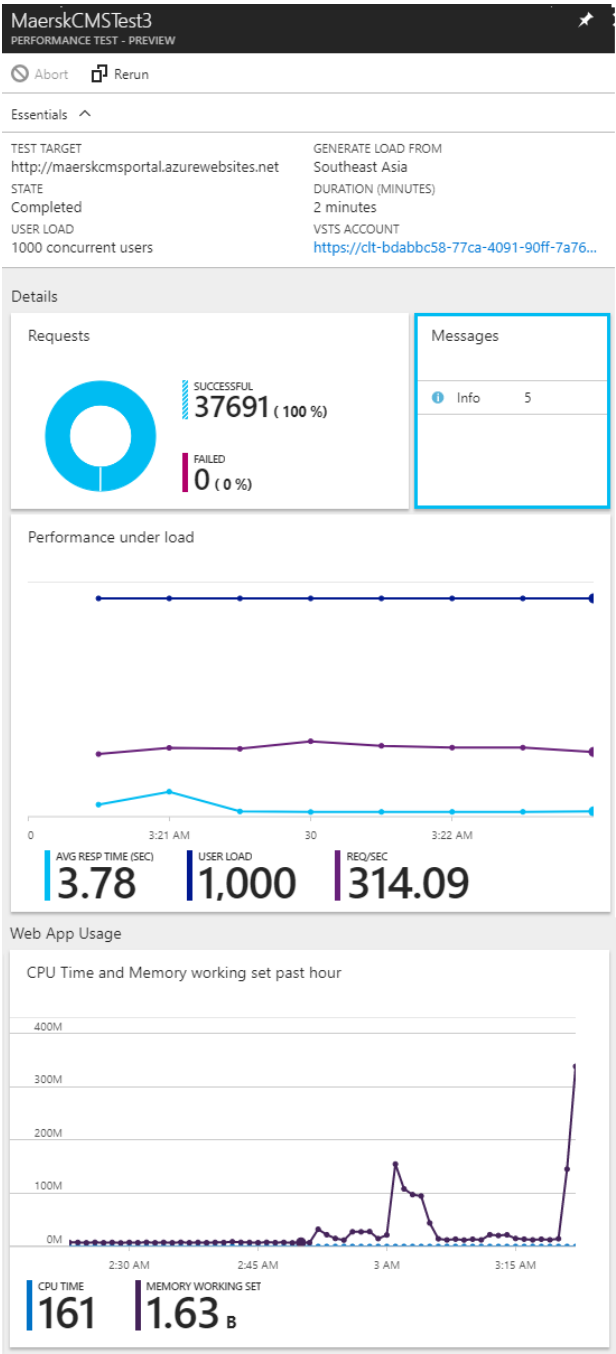 MaerskCMSTest3
PERFORMANCE TEST - PREVIEW
Abort Rerun
Essentials
TEST TARGET
http://maerskcmsportal.azurewebsites.net
STATE
Completed
USER LOAD
1000 concurrent users
GENERATE LOAD FROM
Southeast Asia
DURATION (MINUTES)
2 minutes
VSTS ACCOUNT
https://clt-bdabbc58-77ca-4091-90ff-7a76...
Details
Requests
SUCCESSFUL
37691 ( 100 %)
FAILED
0 ( 0 %)
Messages
Info 5
Performance under load
0 3:21 AM 30 3:22 AM
AVG RESP TIME (SEC)
3.78
USER LOAD
1,000
REQ/SEC
314.09
Web App Usage
CPU Time and Memory working set past hour
400M
300M
200M
100M
0M
2:30 AM 2:45 AM 3 AM 3:15 AM
CPU TIME
161
MEMORY WORKING SET
1.63 B